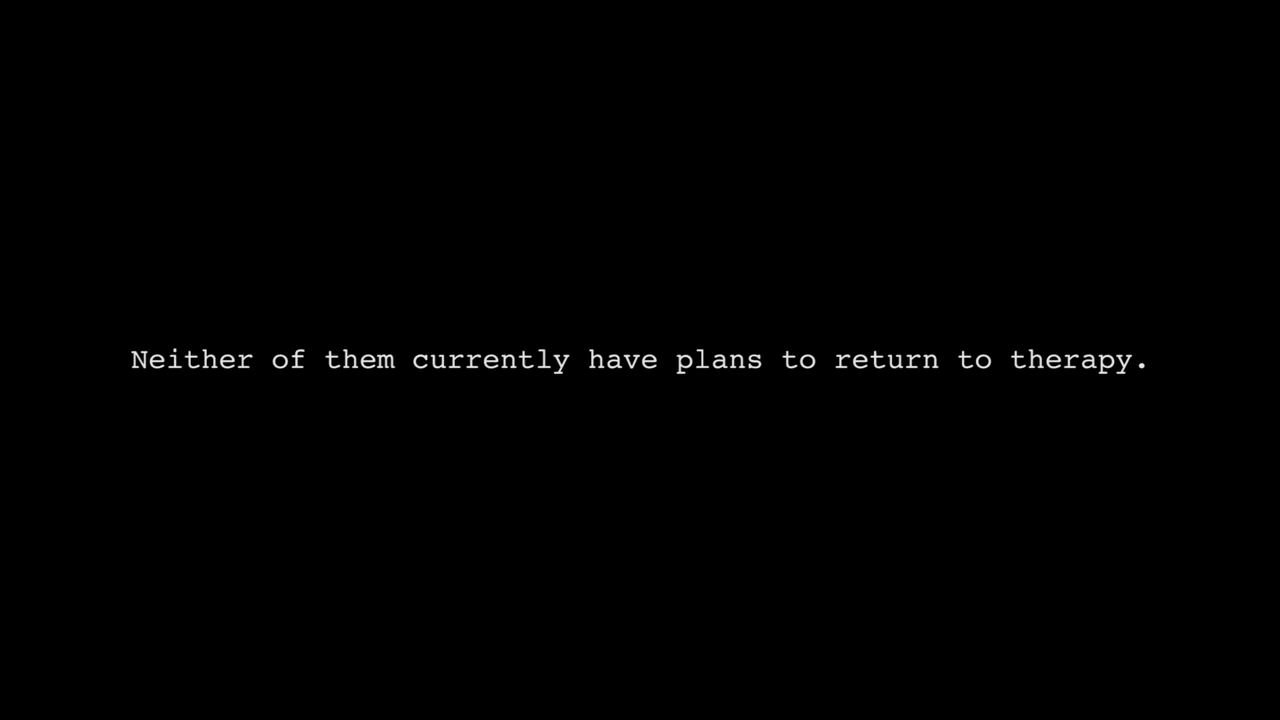 Neither of them currently have plans to return to therapy.